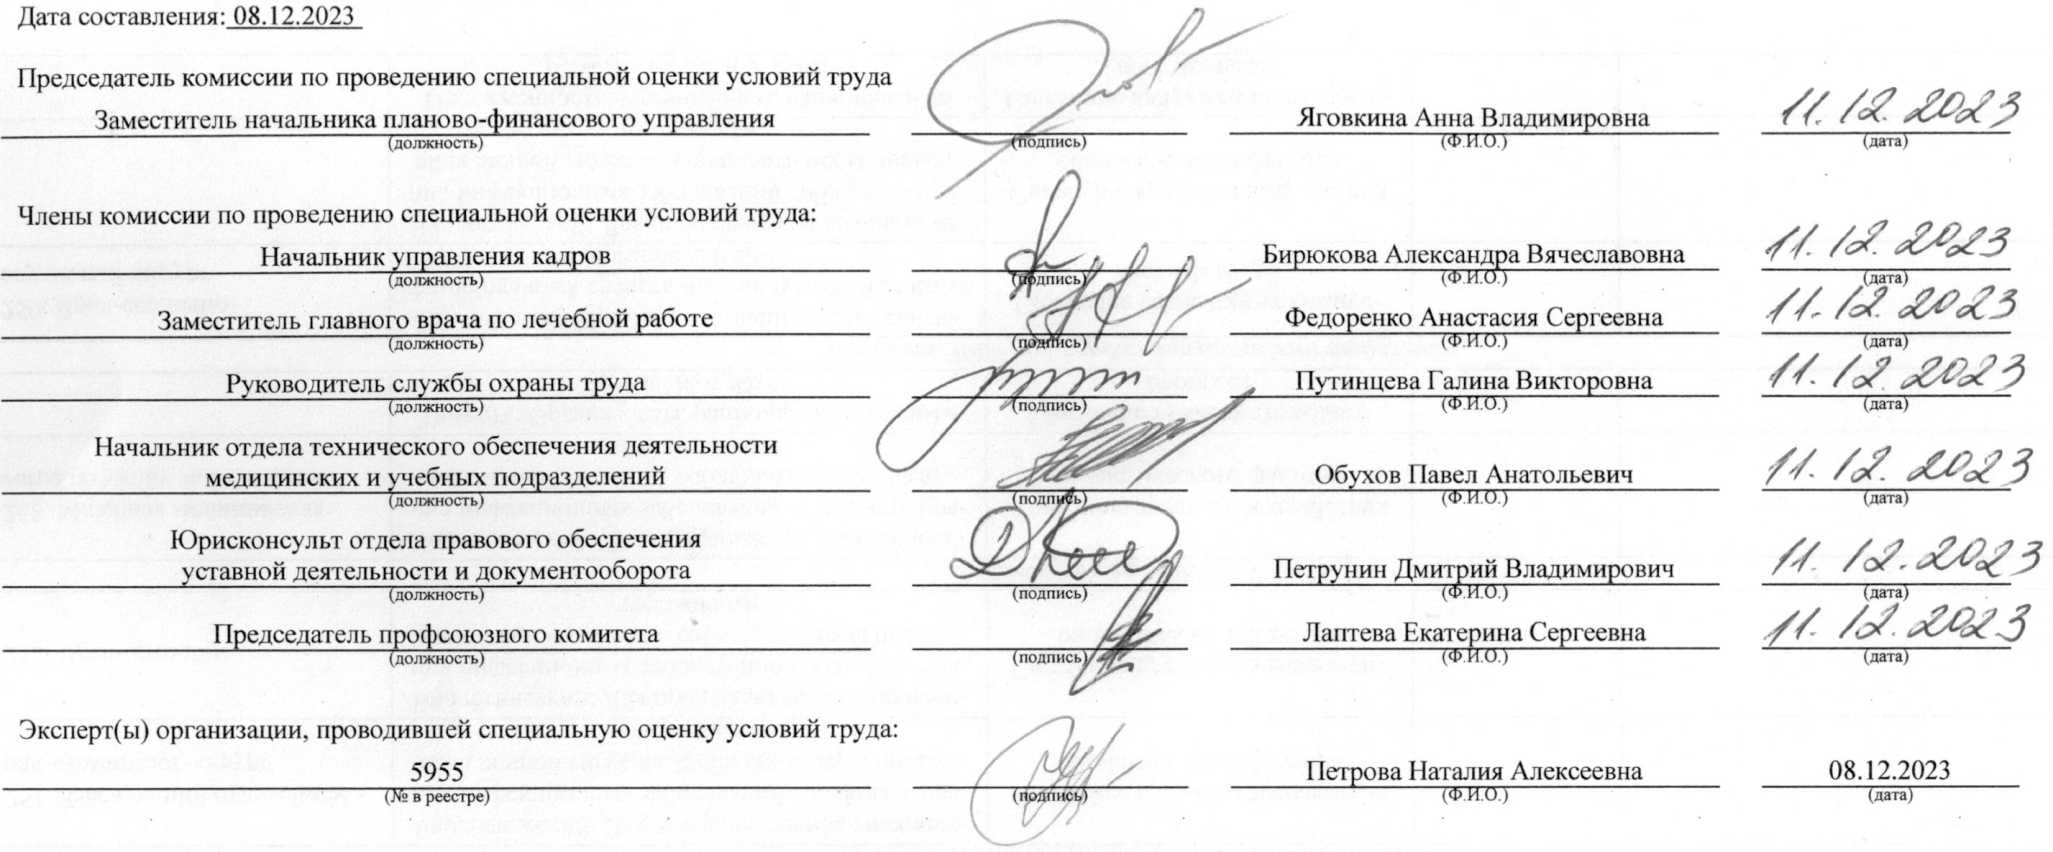 Дата составления: 08.12.2023
Председатель комиссии по проведению специальной оценки условий труда
Заместитель начальника планово-финансового управления Яговкина Анна Владимировна 11.12.2023
(должность) (подпись) (Ф.И.О.) (дата)
Члены комиссии по проведению специальной оценки условий труда:
Начальник управления кадров Бирюкова Александра Вячеславовна 11.12.2023
(должность) (подпись) (Ф.И.О.) (дата)
Заместитель главного врача по лечебной работе Федоренко Анастасия Сергеевна 11.12.2023
(должность) (подпись) (Ф.И.О.) (дата)
Руководитель службы охраны труда Путинцева Галина Викторовна 11.12.2023
(должность) (подпись) (Ф.И.О.) (дата)
Начальник отдела технического обеспечения деятельности
медицинских и учебных подразделений Обухов Павел Анатольевич 11.12.2023
(должность) (подпись) (Ф.И.О.) (дата)
Юрисконсульт отдела правового обеспечения
уставной деятельности и документооборота Петрунин Дмитрий Владимирович 11.12.2023
(должность) (подпись) (Ф.И.О.) (дата)
Председатель профсоюзного комитета Лаптева Екатерина Сергеевна 11.12.2023
(должность) (подпись) (Ф.И.О.) (дата)
Эксперт(ы) организации, проводившей специальную оценку условий труда:
5955 Петрова Наталия Алексеевна 08.12.2023
(№ в реестре) (подпись) (Ф.И.О.) (дата)